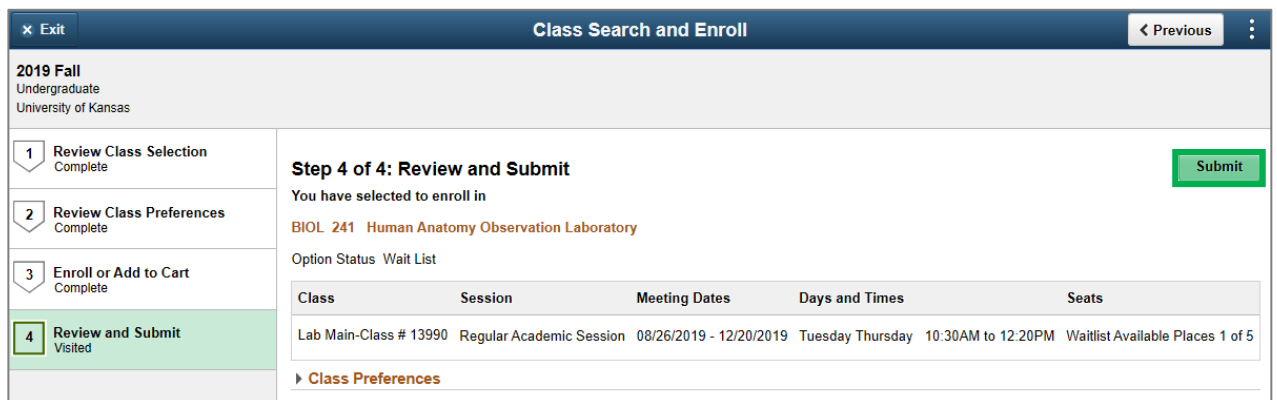 × Exit
Class Search and Enroll
< Previous
2019 Fall
Undergraduate
University of Kansas
1 Review Class Selection
Complete
2 Review Class Preferences
Complete
3 Enroll or Add to Cart
Complete
4 Review and Submit
Visited
Step 4 of 4: Review and Submit
Submit
You have selected to enroll in
BIOL 241 Human Anatomy Observation Laboratory
Option Status Wait List
Class Session Meeting Dates Days and Times Seats
Lab Main-Class # 13990 Regular Academic Session 08/26/2019 - 12/20/2019 Tuesday Thursday 10:30AM to 12:20PM Waitlist Available Places 1 of 5
Class Preferences